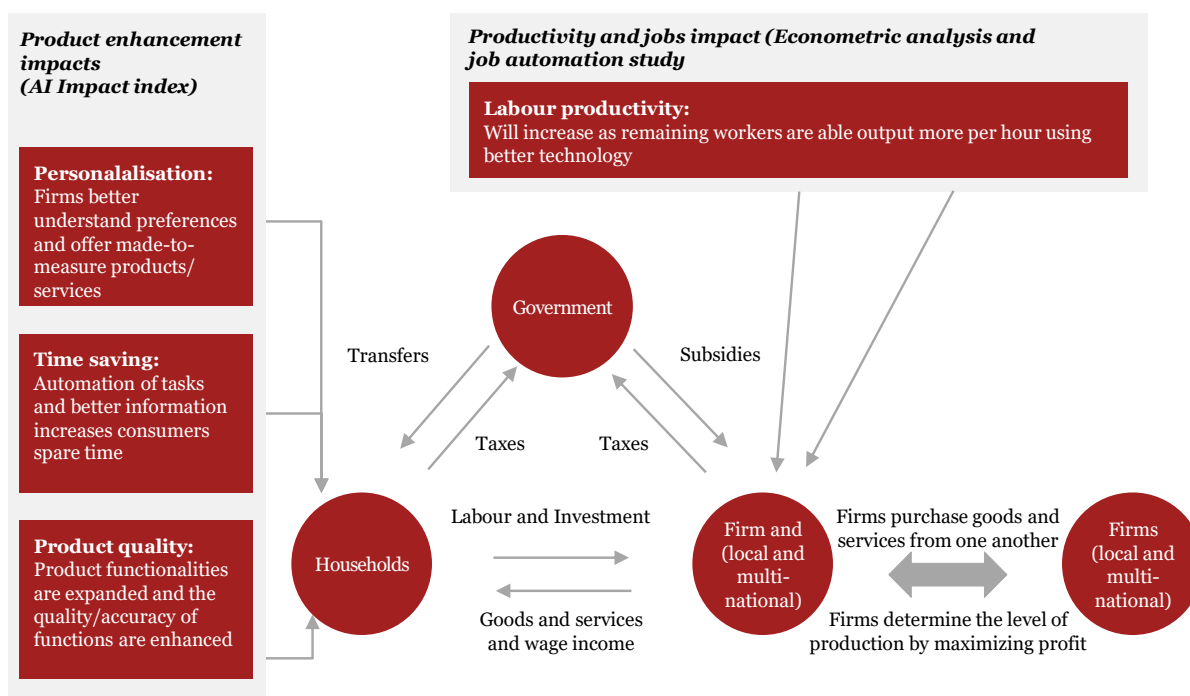 Product enhancement
impacts
(AI Impact index)
Personalalisation:
Firms better
understand preferences
and offer made-to-
measure products/
services
Time saving:
Automation of tasks
and better information
increases consumers
spare time
Product quality:
Product functionalities
are expanded and the
quality/accuracy of
functions are enhanced
Productivity and jobs impact (Econometric analysis and
job automation study
Labour productivity:
Will increase as remaining workers are able output more per hour using
better technology
Government
Transfers
Subsidies
Taxes
Taxes
Households
Labour and Investment
Goods and services
and wage income
Firm and
(local and
multi-
national)
Firms purchase goods and
services from one another
Firms determine the level of
production by maximizing profit
Firms
(local and
multi-
national)